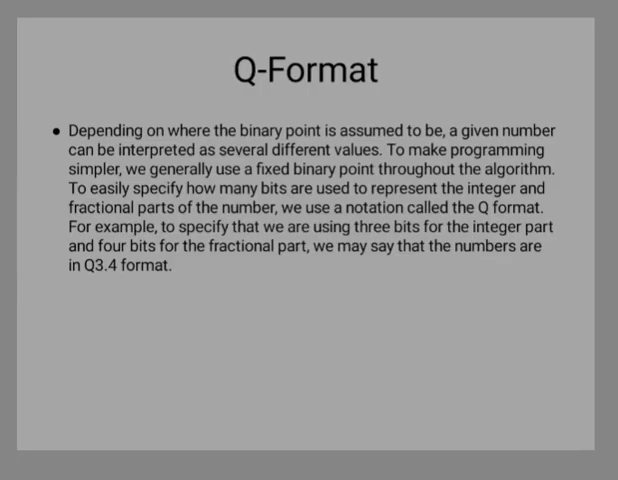 Q-Format
● Depending on where the binary point is assumed to be, a given number
can be interpreted as several different values. To make programming
simpler, we generally use a fixed binary point throughout the algorithm.
To easily specify how many bits are used to represent the integer and
fractional parts of the number, we use a notation called the Q format.
For example, to specify that we are using three bits for the integer part
and four bits for the fractional part, we may say that the numbers are
in Q3.4 format.